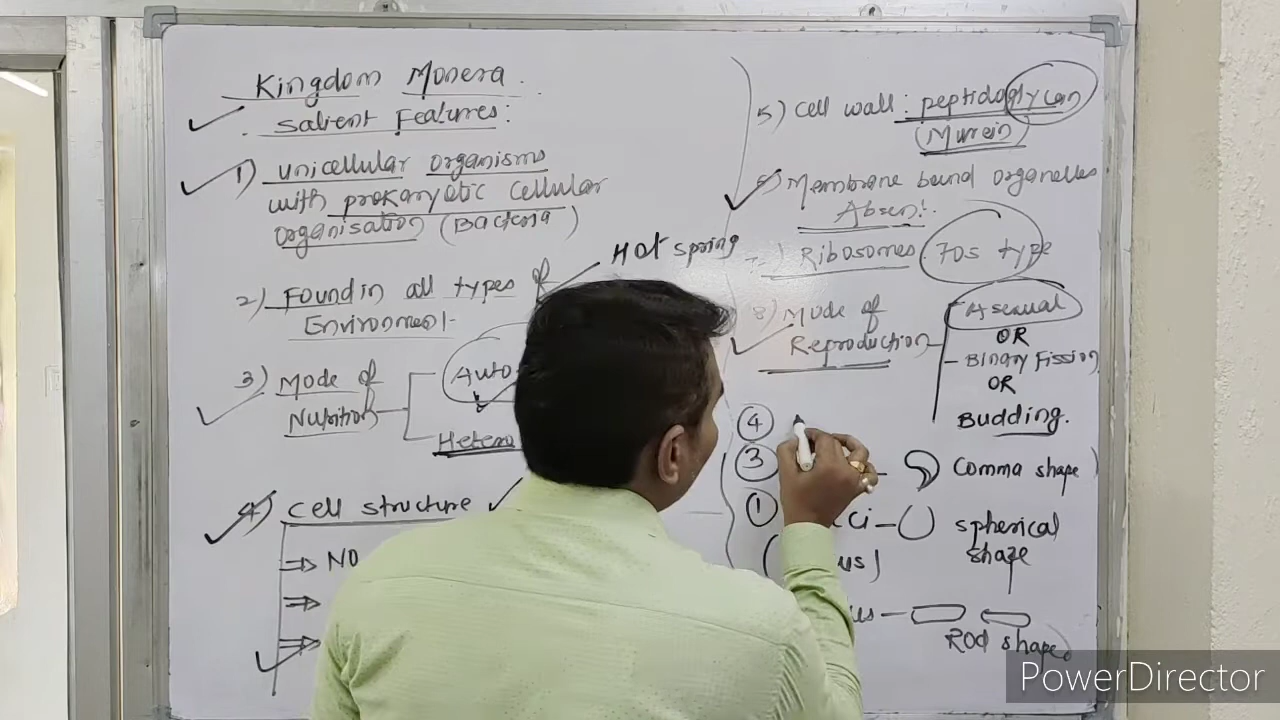 Kingdom Monera
Salient Features:
1) unicellular organisms
with prokaryotic cellular
organisation (Bacteria)
2) Found in all types of
Environment
Hot spring
3) Mode of
Nutrition
Auto
Hetero
4) Cell structure
NO
5) Cell wall: peptidoglycan
(Murein)
Membrane bound organelles
Absent.
Ribosomes 70s type
8) Mode of
Reproduction
Asexual
OR
Binary Fission
OR
Budding.
4
3
Comma shape
1
spherical
shape
Rod shaped
PowerDirector